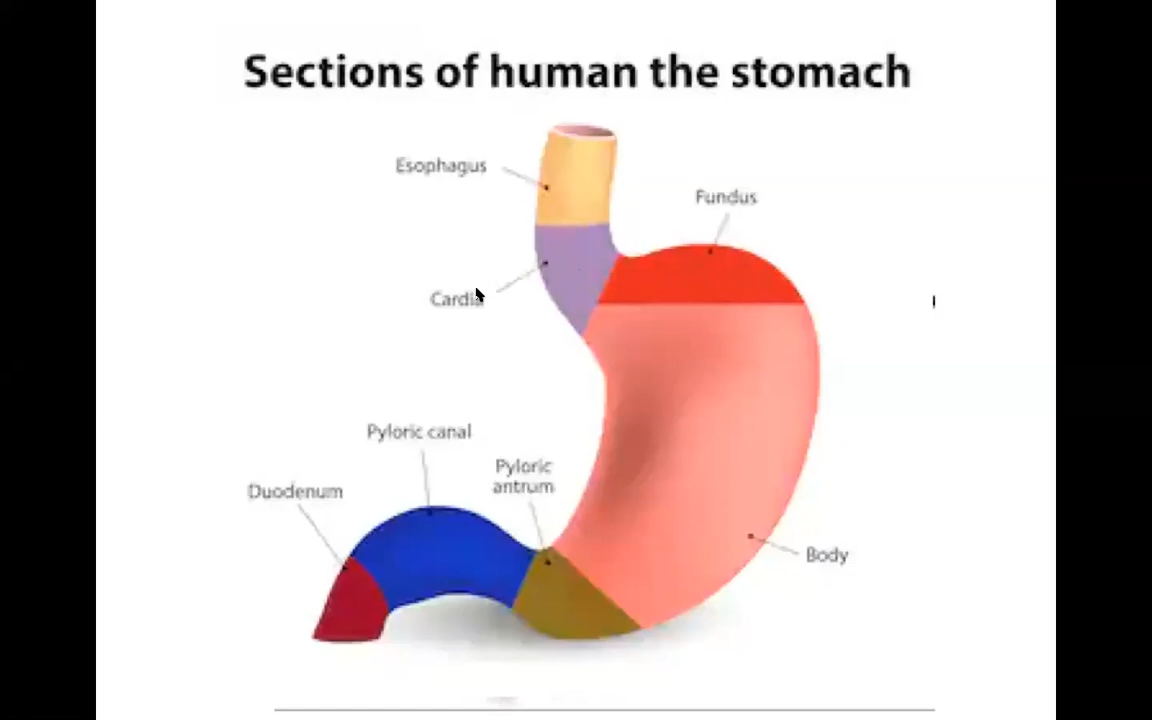 Sections of human the stomach
Esophagus
Fundus
Cardia
Pyloric canal
Pyloric
antrum
Duodenum
Body